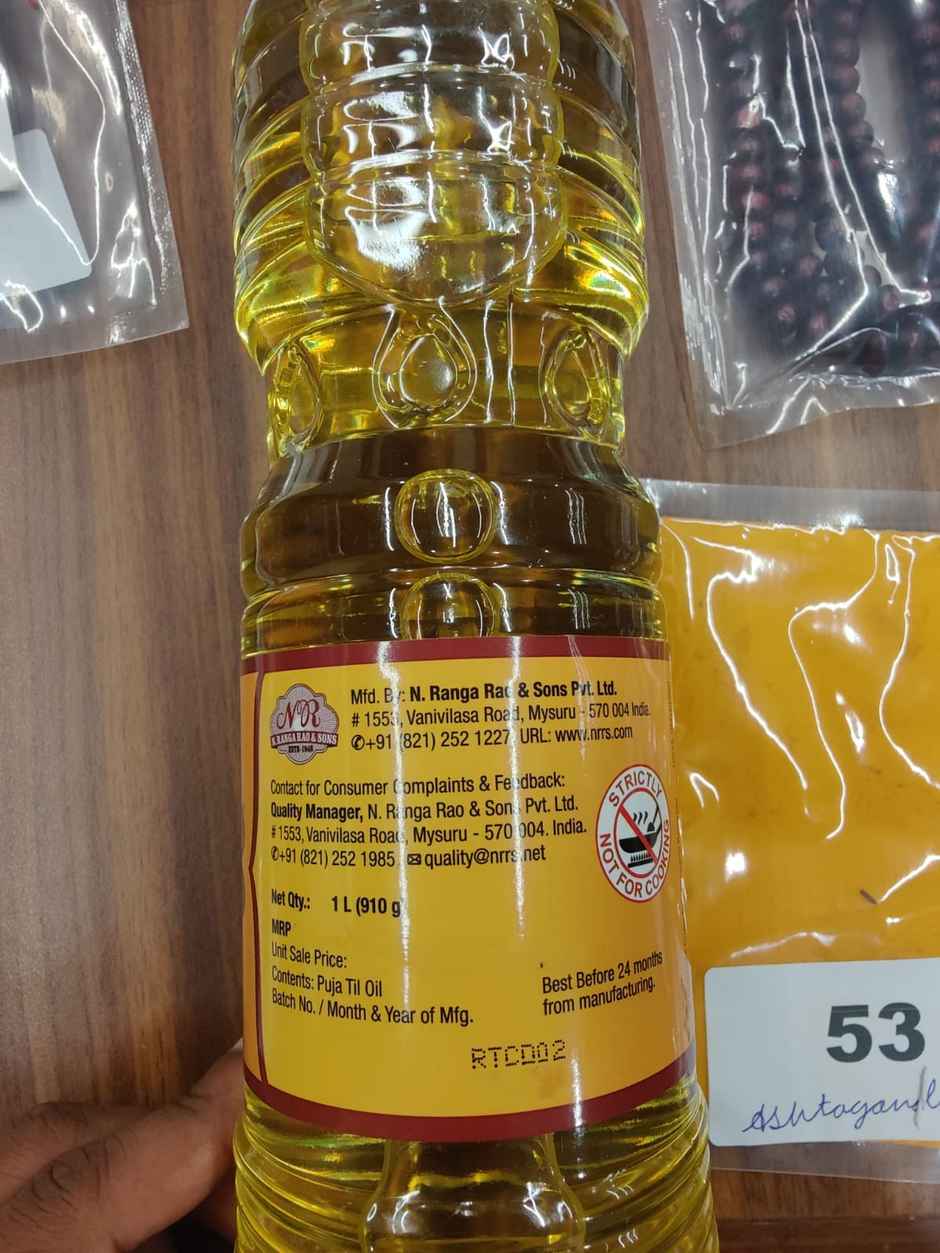 NR
N. RANGA RAO & SONS
ESTD-1948
Mfd. By: N. Ranga Rao & Sons Pvt. Ltd.
# 1553, Vanivilasa Road, Mysuru - 570 004 India.
✆+91 (821) 252 1227 URL: www.nrrs.com
Contact for Consumer Complaints & Feedback:
Quality Manager, N. Ranga Rao & Sons Pvt. Ltd.
# 1553, Vanivilasa Road, Mysuru - 570 004. India.
✆+91 (821) 252 1985 ✉ quality@nrrs.net
STRICTLY
NOT FOR COOKING
Net Qty.: 1 L (910 g
MRP
Unit Sale Price:
Contents: Puja Til Oil
Batch No. / Month & Year of Mfg.
Best Before 24 months
from manufacturing.
RTCD02
53